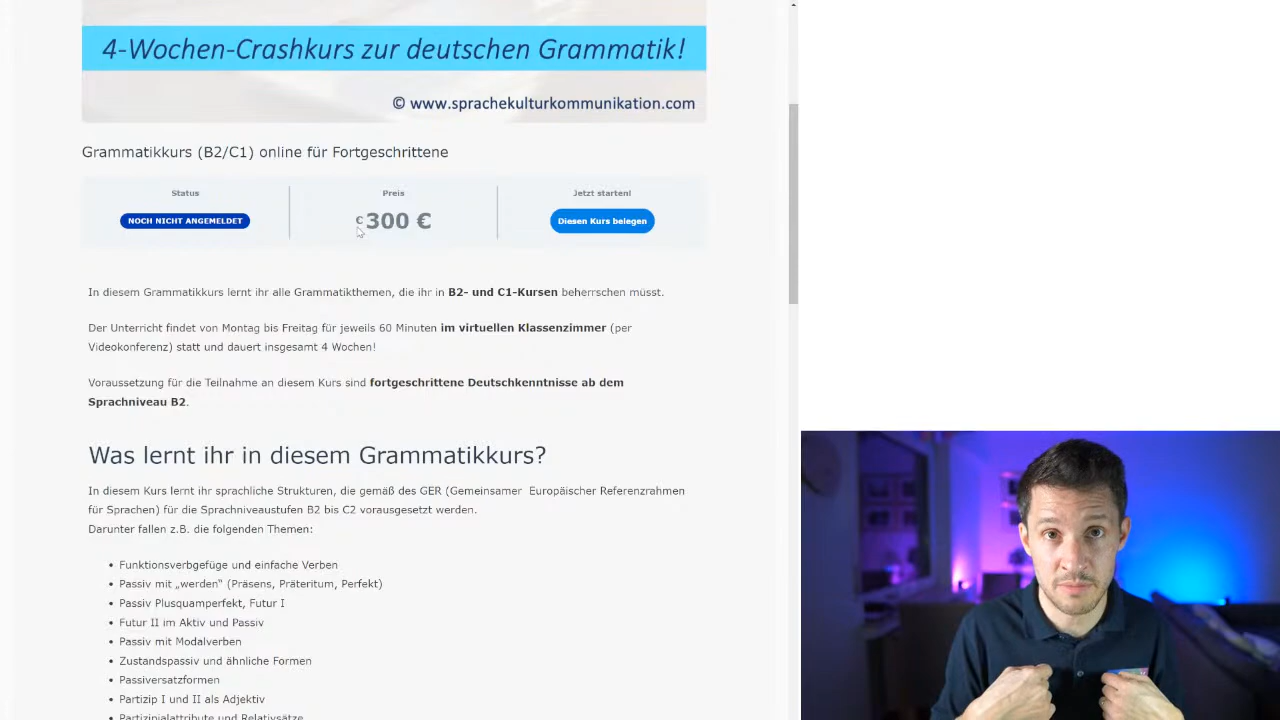 4-Wochen-Crashkurs zur deutschen Grammatik!
© www.sprachekulturkommunikation.com
Grammatikkurs (B2/C1) online für Fortgeschrittene
Status
Preis
Jetzt starten!
NOCH NICHT ANGEMELDET
€300 €
Diesen Kurs belegen
In diesem Grammatikkurs lernt ihr alle Grammatikthemen, die ihr in B2- und C1-Kursen beherrschen müsst.
Der Unterricht findet von Montag bis Freitag für jeweils 60 Minuten im virtuellen Klassenzimmer (per
Videokonferenz) statt und dauert insgesamt 4 Wochen!
Voraussetzung für die Teilnahme an diesem Kurs sind fortgeschrittene Deutschkenntnisse ab dem
Sprachniveau B2.
Was lernt ihr in diesem Grammatikkurs?
In diesem Kurs lernt ihr sprachliche Strukturen, die gemäß des GER (Gemeinsamer Europäischer Referenzrahmen
für Sprachen) für die Sprachniveaustufen B2 bis C2 vorausgesetzt werden.
Darunter fallen z.B. die folgenden Themen:
• Funktionsverbgefüge und einfache Verben
• Passiv mit „werden“ (Präsens, Präteritum, Perfekt)
• Passiv Plusquamperfekt, Futur I
• Futur II im Aktiv und Passiv
• Passiv mit Modalverben
• Zustandspassiv und ähnliche Formen
• Passiversatzformen
• Partizip I und II als Adjektiv
• Partizipialattribute und Relativsätze